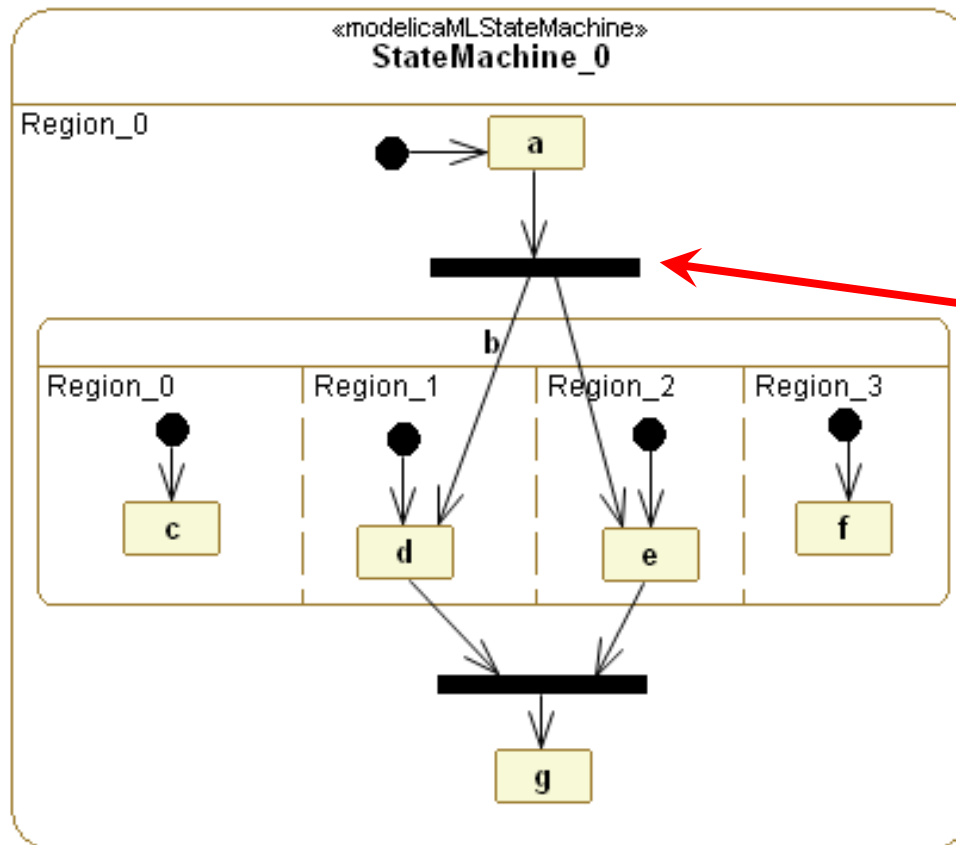 «modelicaMLStateMachine»
StateMachine_0
Region_0
a
b
Region_0
Region_1
Region_2
Region_3
c
d
e
f
g